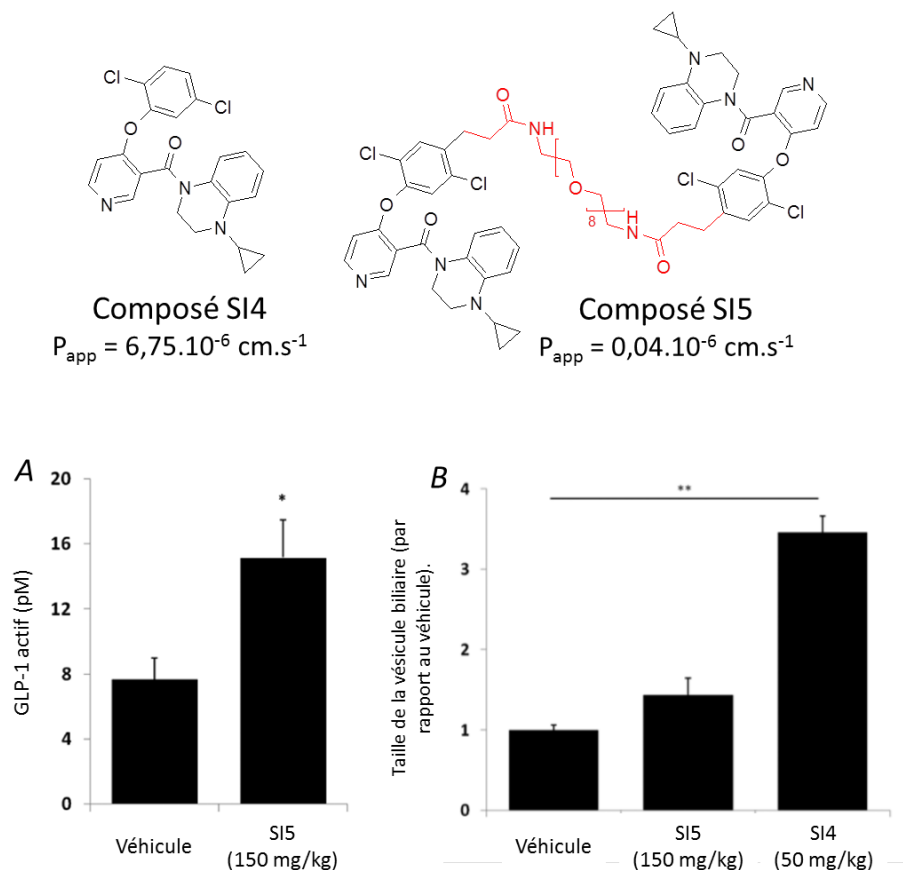 Cl
Cl
O
N
O
N
N
Composé SI4
Papp = 6,75.10-6 cm.s-1
O
NH
Cl
Cl
O
O
N
O
N
N
O
8
H
N
O
N
N
N
O
O
Cl
Cl
Composé SI5
Papp = 0,04.10-6 cm.s-1
A
GLP-1 actif (pM)
20
16
12
8
4
0
*
Véhicule
SI5
(150 mg/kg)
B
Taille de la vésicule biliaire (par
rapport au véhicule).
4
3
2
1
0
**
Véhicule
SI5
(150 mg/kg)
SI4
(50 mg/kg)